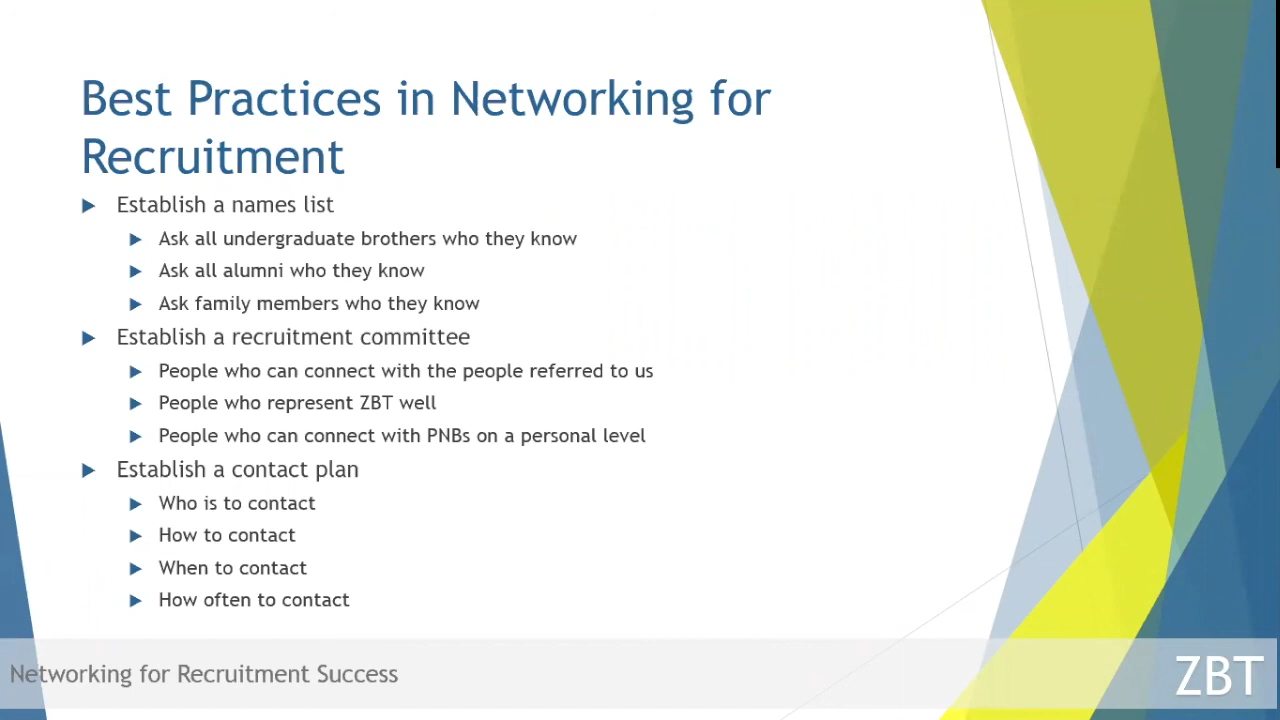 Best Practices in Networking for
Recruitment
Establish a names list
Ask all undergraduate brothers who they know
Ask all alumni who they know
Ask family members who they know
Establish a recruitment committee
People who can connect with the people referred to us
People who represent ZBT well
People who can connect with PNBs on a personal level
Establish a contact plan
Who is to contact
How to contact
When to contact
How often to contact
Networking for Recruitment Success
ZBT